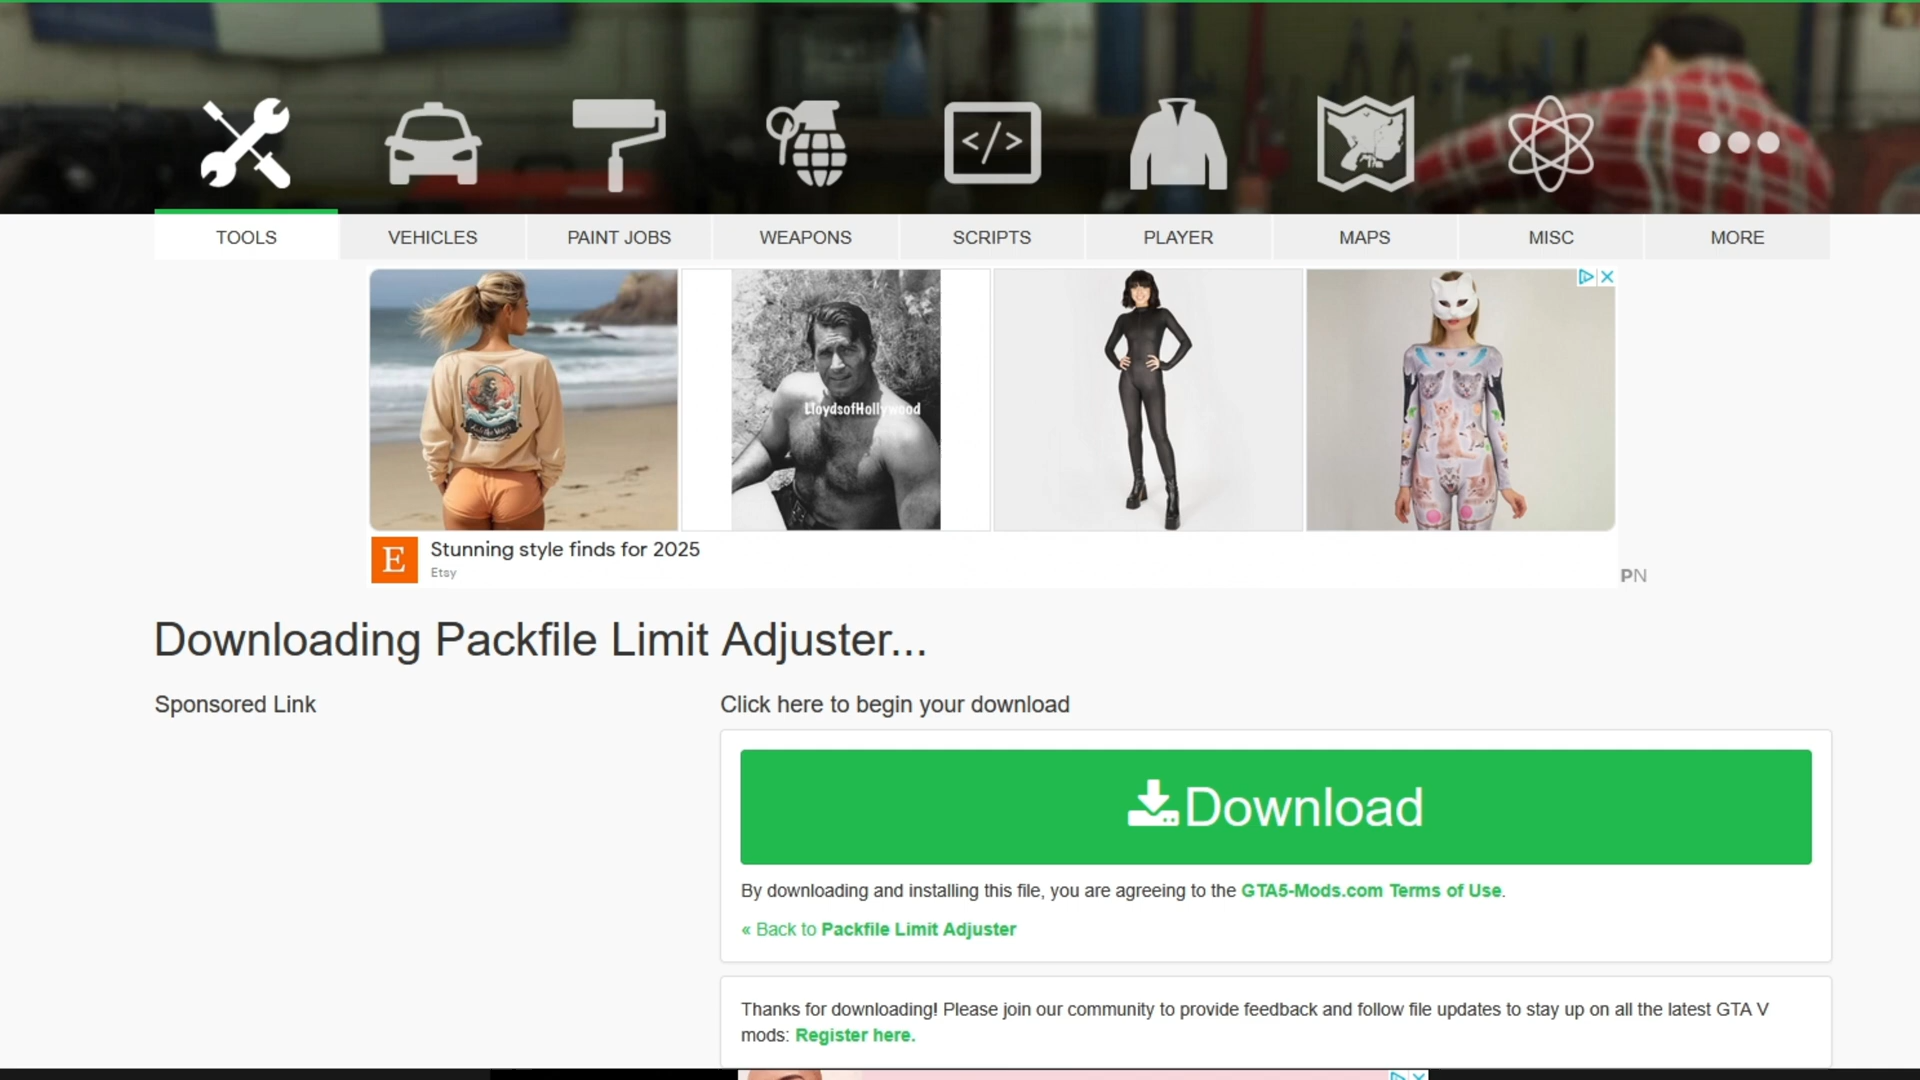 TOOLS VEHICLES PAINT JOBS WEAPONS SCRIPTS PLAYER MAPS MISC MORE
LloydsofHollywood
E
Stunning style finds for 2025
Etsy
PN
Downloading Packfile Limit Adjuster...
Sponsored Link
Click here to begin your download
Download
By downloading and installing this file, you are agreeing to the GTA5-Mods.com Terms of Use.
« Back to Packfile Limit Adjuster
Thanks for downloading! Please join our community to provide feedback and follow file updates to stay up on all the latest GTA V
mods: Register here.